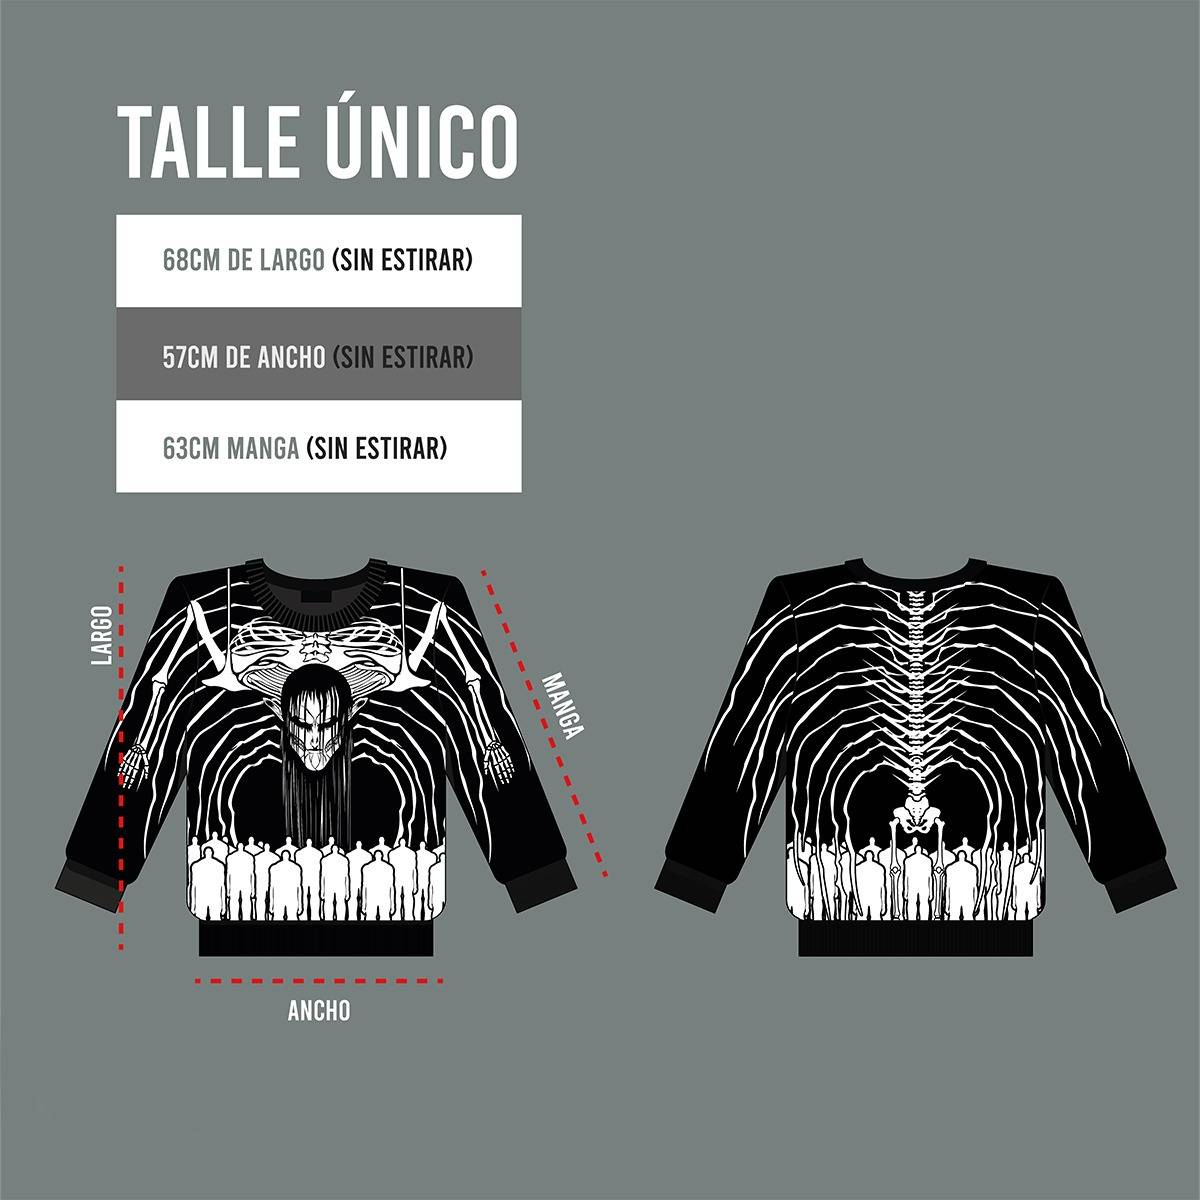 TALLE ÚNICO
68CM DE LARGO (SIN ESTIRAR)
57CM DE ANCHO (SIN ESTIRAR)
63CM MANGA (SIN ESTIRAR)
LARGO
MANGA
ANCHO